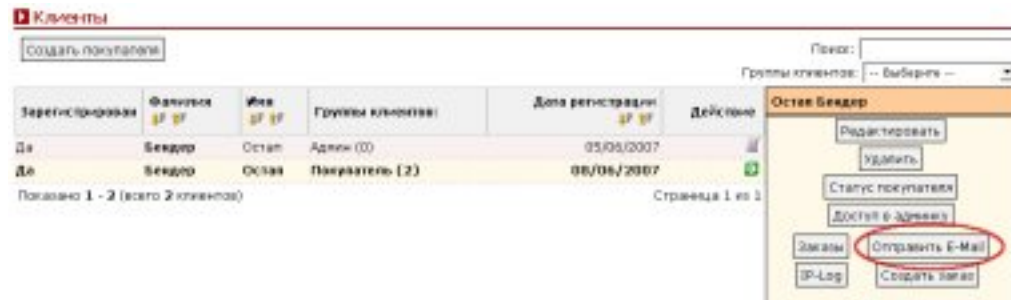 Клиенты
Создать покупателя
Поиск:
Группы клиентов: -- Выберите --
Зарегистрирован Фамилия Имя Группы клиентов: Дата регистрации Действие
Да Бендер Остап Админ (0) 05/06/2007
Да Бендер Остап Покупатель (2) 08/06/2007
Показано 1 - 2 (всего 2 клиентов) Страница 1 из 1
Остап Бендер
Редактировать
Удалить
Статус покупателя
Доступ в админку
Заказы Отправить E-Mail
IP-Log Создать заказ